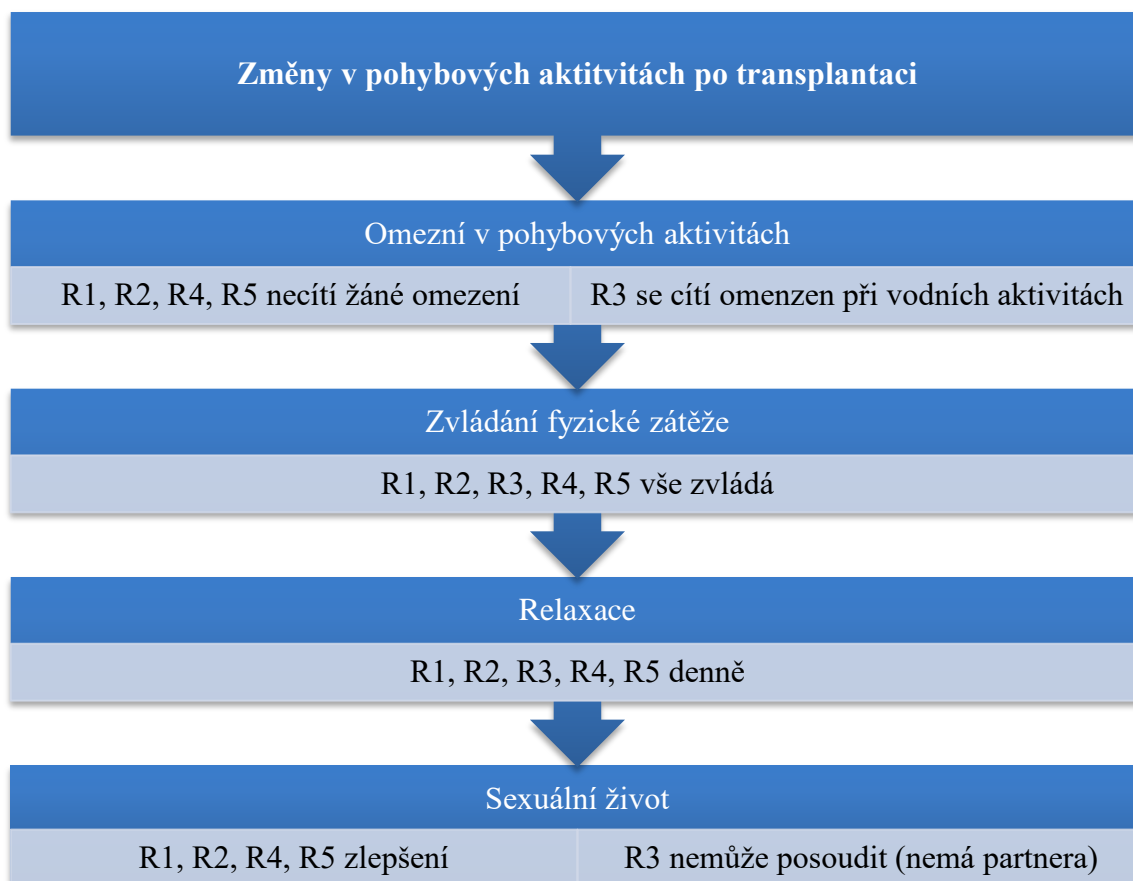 Změny v pohybových aktitvitách po transplantaci
Omezní v pohybových aktivitách
R1, R2, R4, R5 necítí žáné omezení
R3 se cítí omenzen při vodních aktivitách
Zvládání fyzické zátěže
R1, R2, R3, R4, R5 vše zvládá
Relaxace
R1, R2, R3, R4, R5 denně
Sexuální život
R1, R2, R4, R5 zlepšení
R3 nemůže posoudit (nemá partnera)